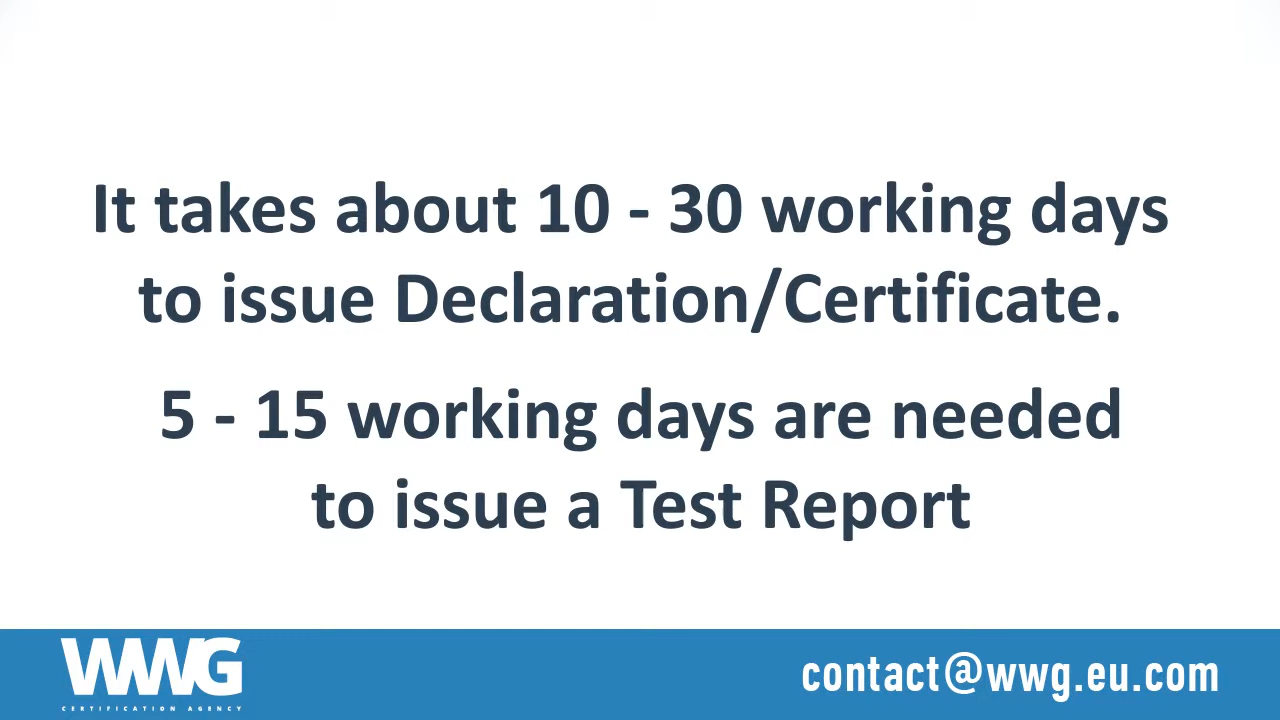 It takes about 10 - 30 working days
to issue Declaration/Certificate.
5 - 15 working days are needed
to issue a Test Report
WWG
CERTIFICATION AGENCY
contact@wwg.eu.com